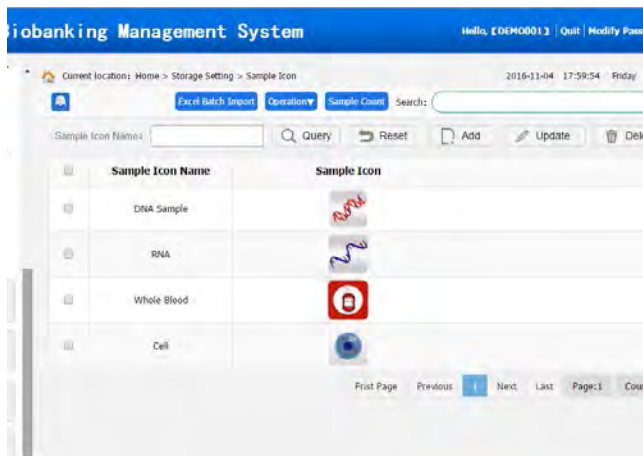 iobanking Management System
Hello, 【DEMO001】 | Quit | Modify Pass
Current location: Home > Storage Setting > Sample Icon
2016-11-04 17:59:54 Friday
Excel Batch Import Operation▼ Sample Count Search:
Sample Icon Name: Query Reset Add Update Del
Sample Icon Name Sample Icon
DNA Sample
RNA
Whole Blood
Cell
Frist Page Previous 1 Next Last Page:1 Cou